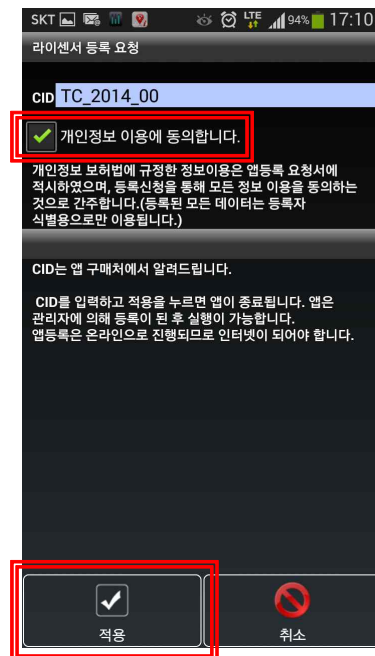 SKT LTE 94% 17:10
라이센서 등록 요청
CID TC_2014_00
개인정보 이용에 동의합니다.
개인정보 보허법에 규정한 정보이용은 앱등록 요청서에
적시하였으며, 등록신청을 통해 모든 정보 이용을 동의하는
것으로 간주합니다.(등록된 모든 데이터는 등록자
식별용으로만 이용됩니다.)
CID는 앱 구매처에서 알려드립니다.
CID를 입력하고 적용을 누르면 앱이 종료됩니다. 앱은
관리자에 의해 등록이 된 후 실행이 가능합니다.
앱등록은 온라인으로 진행되므로 인터넷이 되어야 합니다.
적용 취소